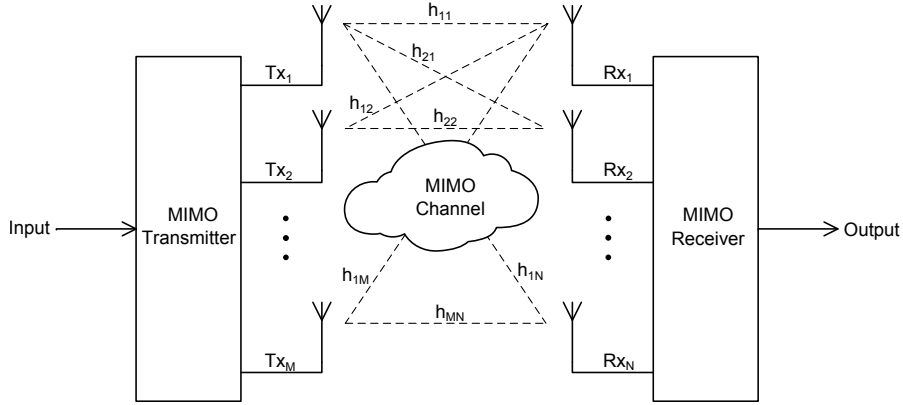 h11
Tx1
h21
Rx1
h12
h22
Tx2
Rx2
MIMO
Channel
Input
MIMO
Transmitter
MIMO
Receiver
Output
h1M
h1N
hMN
TxM
RxN